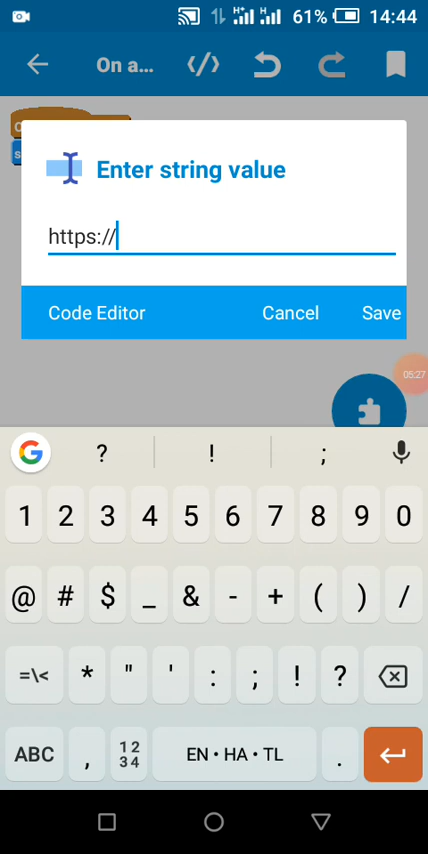 H+ H 61% 14:44
On a... </>
Enter string value
https://
Code Editor Cancel Save
05:27
G ? ! ;
1 2 3 4 5 6 7 8 9 0
@ # $ _ & - + ( ) /
=\< * " ' : ; ! ?
ABC , 12 34 EN • HA • TL .